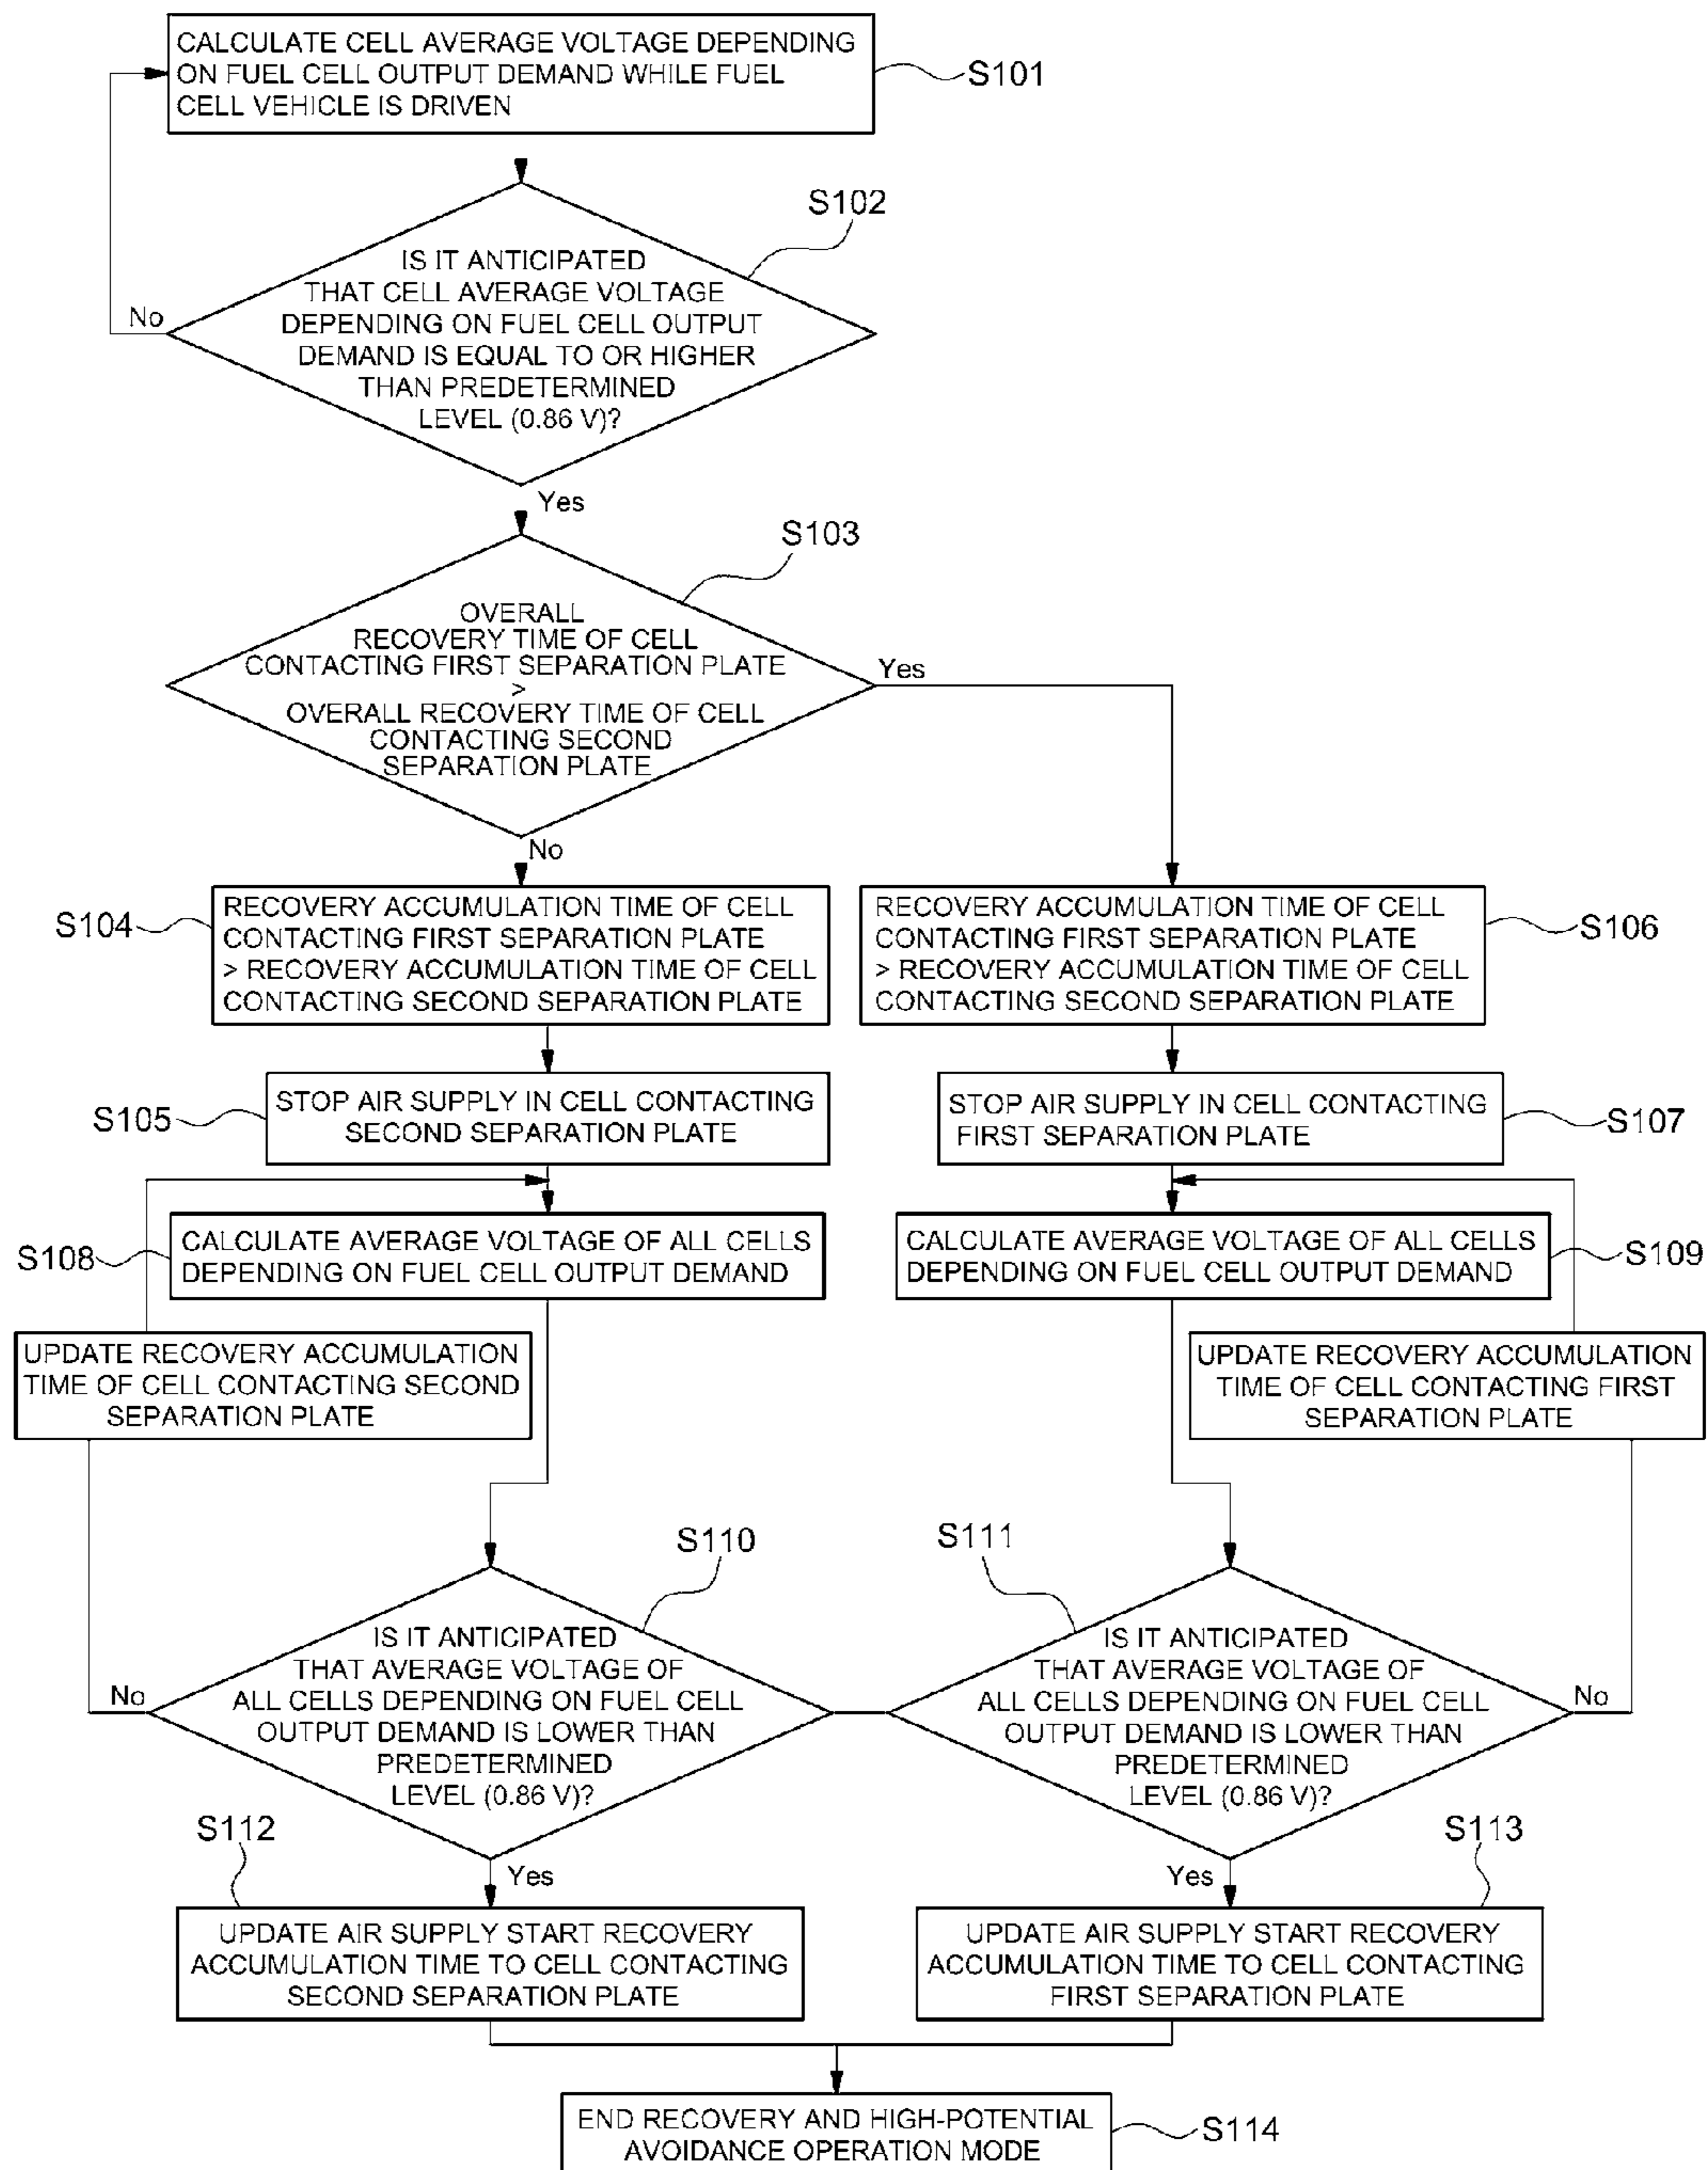 CALCULATE CELL AVERAGE VOLTAGE DEPENDING
ON FUEL CELL OUTPUT DEMAND WHILE FUEL
CELL VEHICLE IS DRIVEN
S101
S102
IS IT ANTICIPATED
THAT CELL AVERAGE VOLTAGE
DEPENDING ON FUEL CELL OUTPUT
DEMAND IS EQUAL TO OR HIGHER
THAN PREDETERMINED
LEVEL (0.86 V)?
No
Yes
S103
OVERALL
RECOVERY TIME OF CELL
CONTACTING FIRST SEPARATION PLATE
>
OVERALL RECOVERY TIME OF CELL
CONTACTING SECOND
SEPARATION PLATE
Yes
No
S104
RECOVERY ACCUMULATION TIME OF CELL
CONTACTING FIRST SEPARATION PLATE
> RECOVERY ACCUMULATION TIME OF CELL
CONTACTING SECOND SEPARATION PLATE
RECOVERY ACCUMULATION TIME OF CELL
CONTACTING FIRST SEPARATION PLATE
> RECOVERY ACCUMULATION TIME OF CELL
CONTACTING SECOND SEPARATION PLATE
S106
S105
STOP AIR SUPPLY IN CELL CONTACTING
SECOND SEPARATION PLATE
STOP AIR SUPPLY IN CELL CONTACTING
FIRST SEPARATION PLATE
S107
S108
CALCULATE AVERAGE VOLTAGE OF ALL CELLS
DEPENDING ON FUEL CELL OUTPUT DEMAND
CALCULATE AVERAGE VOLTAGE OF ALL CELLS
DEPENDING ON FUEL CELL OUTPUT DEMAND
S109
UPDATE RECOVERY ACCUMULATION
TIME OF CELL CONTACTING SECOND
SEPARATION PLATE
UPDATE RECOVERY ACCUMULATION
TIME OF CELL CONTACTING FIRST
SEPARATION PLATE
S110
S111
IS IT ANTICIPATED
THAT AVERAGE VOLTAGE OF
ALL CELLS DEPENDING ON FUEL CELL
OUTPUT DEMAND IS LOWER THAN
PREDETERMINED
LEVEL (0.86 V)?
No
IS IT ANTICIPATED
THAT AVERAGE VOLTAGE OF
ALL CELLS DEPENDING ON FUEL CELL
OUTPUT DEMAND IS LOWER THAN
PREDETERMINED
LEVEL (0.86 V)?
No
S112
Yes
Yes
S113
UPDATE AIR SUPPLY START RECOVERY
ACCUMULATION TIME TO CELL CONTACTING
SECOND SEPARATION PLATE
UPDATE AIR SUPPLY START RECOVERY
ACCUMULATION TIME TO CELL CONTACTING
FIRST SEPARATION PLATE
END RECOVERY AND HIGH-POTENTIAL
AVOIDANCE OPERATION MODE
S114